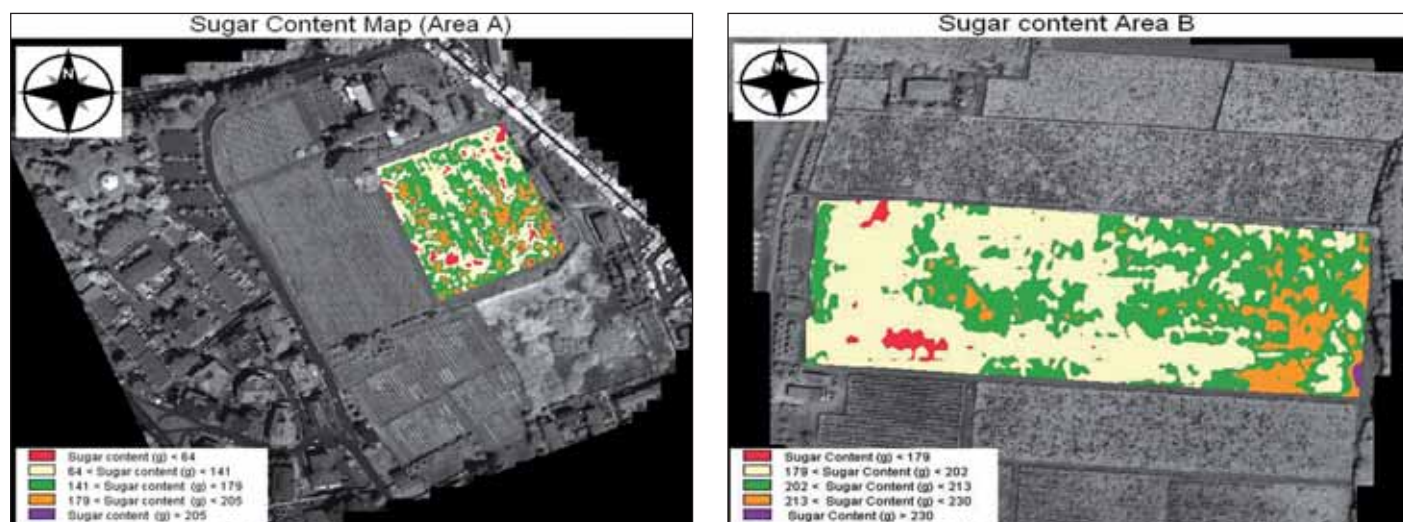 Sugar Content Map (Area A)
N
Sugar content (g) < 64
64 < Sugar content (g) < 141
141 < Sugar content (g) < 179
179 < Sugar content (g) < 205
Sugar content (g) > 205
Sugar content Area B
N
Sugar Content (g) < 179
179 < Sugar Content (g) < 202
202 < Sugar Content (g) < 213
213 < Sugar Content (g) < 230
Sugar Content (g) > 230